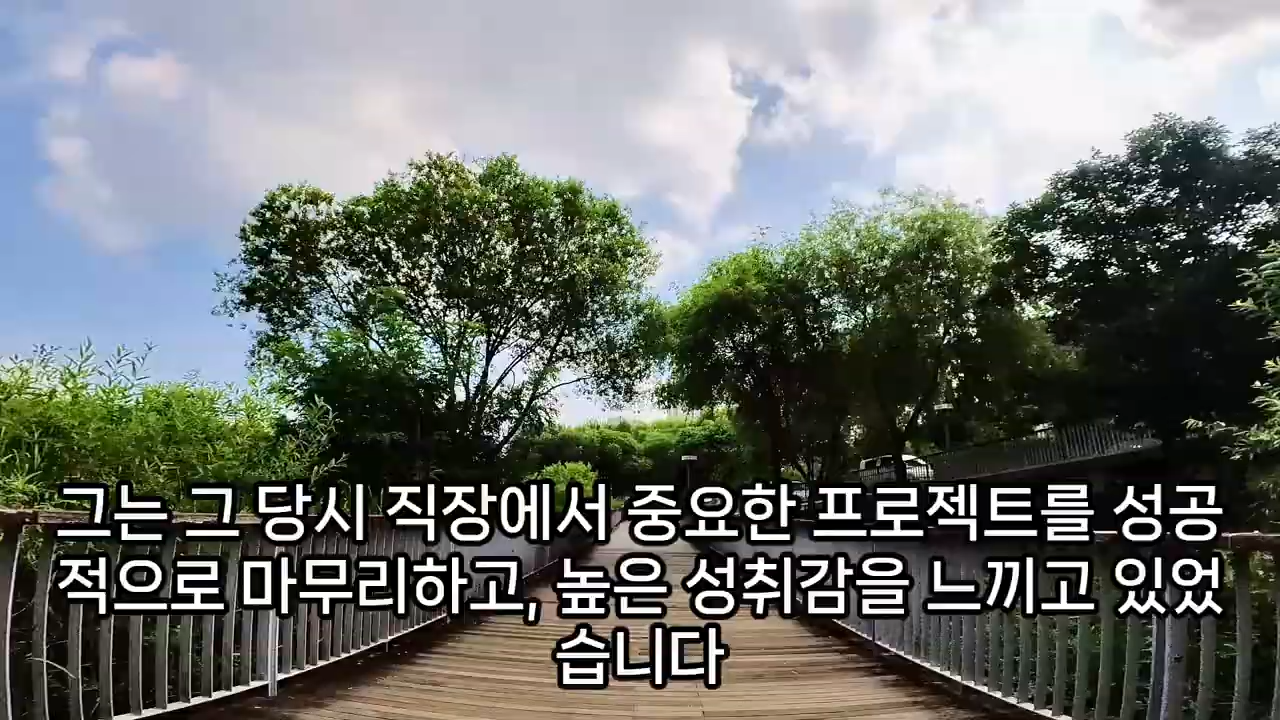 그는 그 당시 직장에서 중요한 프로젝트를 성공
적으로 마무리하고, 높은 성취감을 느끼고 있었
습니다